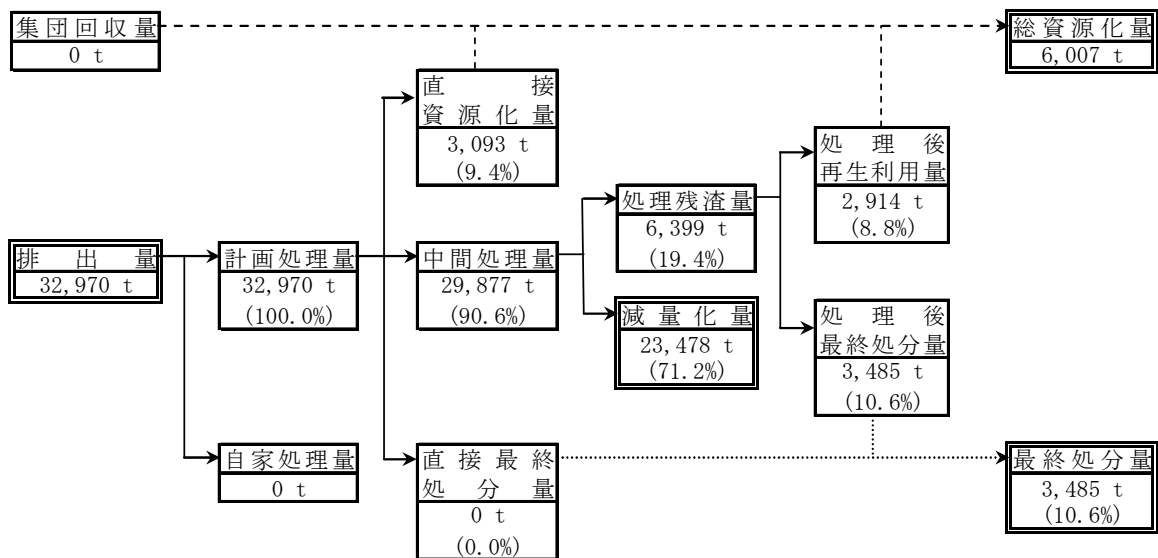 集団回収量
0 t
総資源化量
6,007 t
直接
資源化量
3,093 t
(9.4%)
処理後
再生利用量
2,914 t
(8.8%)
処理残渣量
6,399 t
(19.4%)
排出量
32,970 t
計画処理量
32,970 t
(100.0%)
中間処理量
29,877 t
(90.6%)
減量化量
23,478 t
(71.2%)
処理後
最終処分量
3,485 t
(10.6%)
自家処理量
0 t
直接最終
処分量
0 t
(0.0%)
最終処分量
3,485 t
(10.6%)